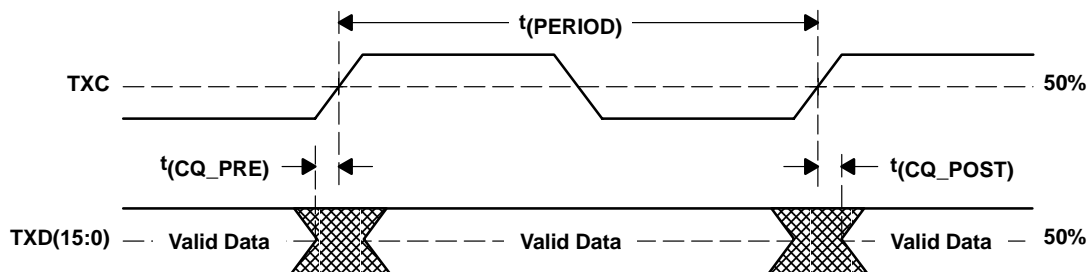 t(PERIOD)
TXC
50%
t(CQ_PRE)
t(CQ_POST)
TXD(15:0)
Valid Data
Valid Data
Valid Data
50%